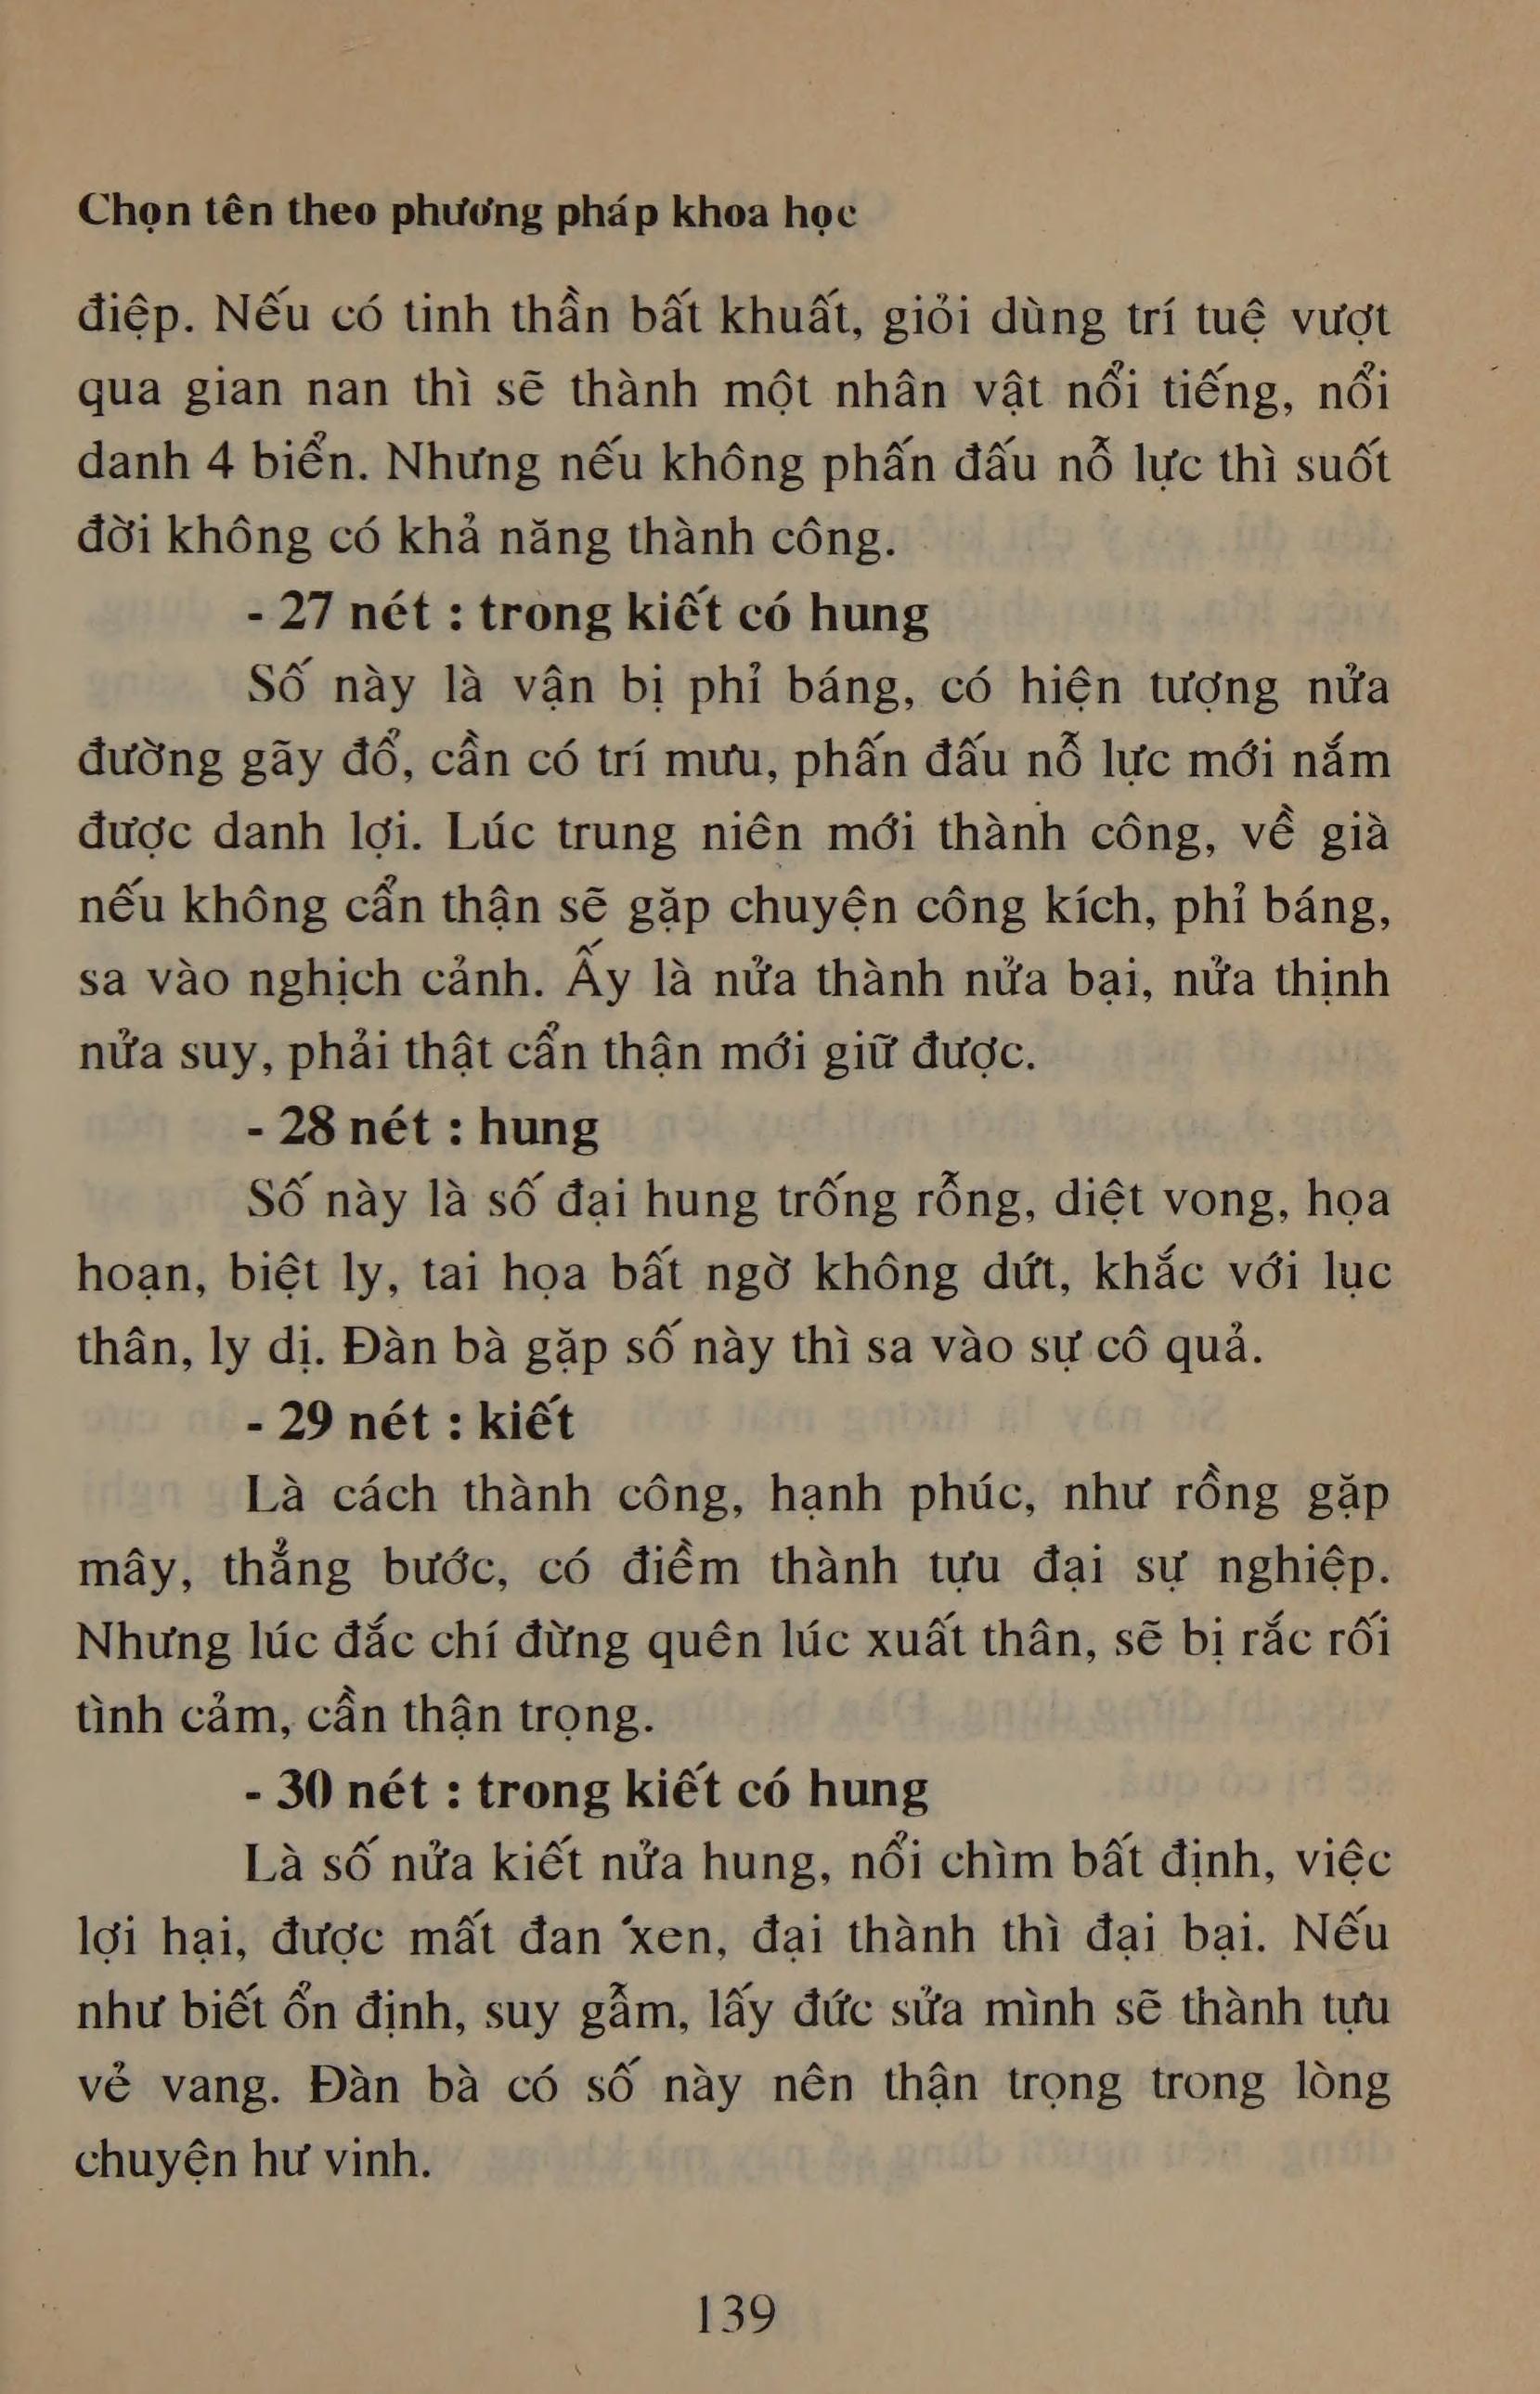 Chọn tên theo phương pháp khoa học
điệp. Nếu có tinh thần bất khuất, giỏi dùng trí tuệ vượt
qua gian nan thì sẽ thành một nhân vật nổi tiếng, nổi
danh 4 biển. Nhưng nếu không phấn đấu nỗ lực thì suốt
đời không có khả năng thành công.
- 27 nét : trong kiết có hung
Số này là vận bị phỉ báng, có hiện tượng nửa
đường gãy đổ, cần có trí mưu, phấn đấu nỗ lực mới nắm
được danh lợi. Lúc trung niên mới thành công, về già
nếu không cẩn thận sẽ gặp chuyện công kích, phỉ báng,
sa vào nghịch cảnh. Ấy là nửa thành nửa bại, nửa thịnh
nửa suy, phải thật cẩn thận mới giữ được.
- 28 nét : hung
Số này là số đại hung trống rỗng, diệt vong, họa
hoạn, biệt ly, tai họa bất ngờ không dứt, khắc với lục
thân, ly dị. Đàn bà gặp số này thì sa vào sự cô quả.
- 29 nét : kiết
Là cách thành công, hạnh phúc, như rồng gặp
mây, thẳng bước, có điềm thành tựu đại sự nghiệp.
Nhưng lúc đắc chí đừng quên lúc xuất thân, sẽ bị rắc rối
tình cảm, cần thận trọng.
- 30 nét : trong kiết có hung
Là số nửa kiết nửa hung, nổi chìm bất định, việc
lợi hại, được mất đan xen, đại thành thì đại bại. Nếu
như biết ổn định, suy gẫm, lấy đức sửa mình sẽ thành tựu
vẻ vang. Đàn bà có số này nên thận trọng trong lòng
chuyện hư vinh.
139